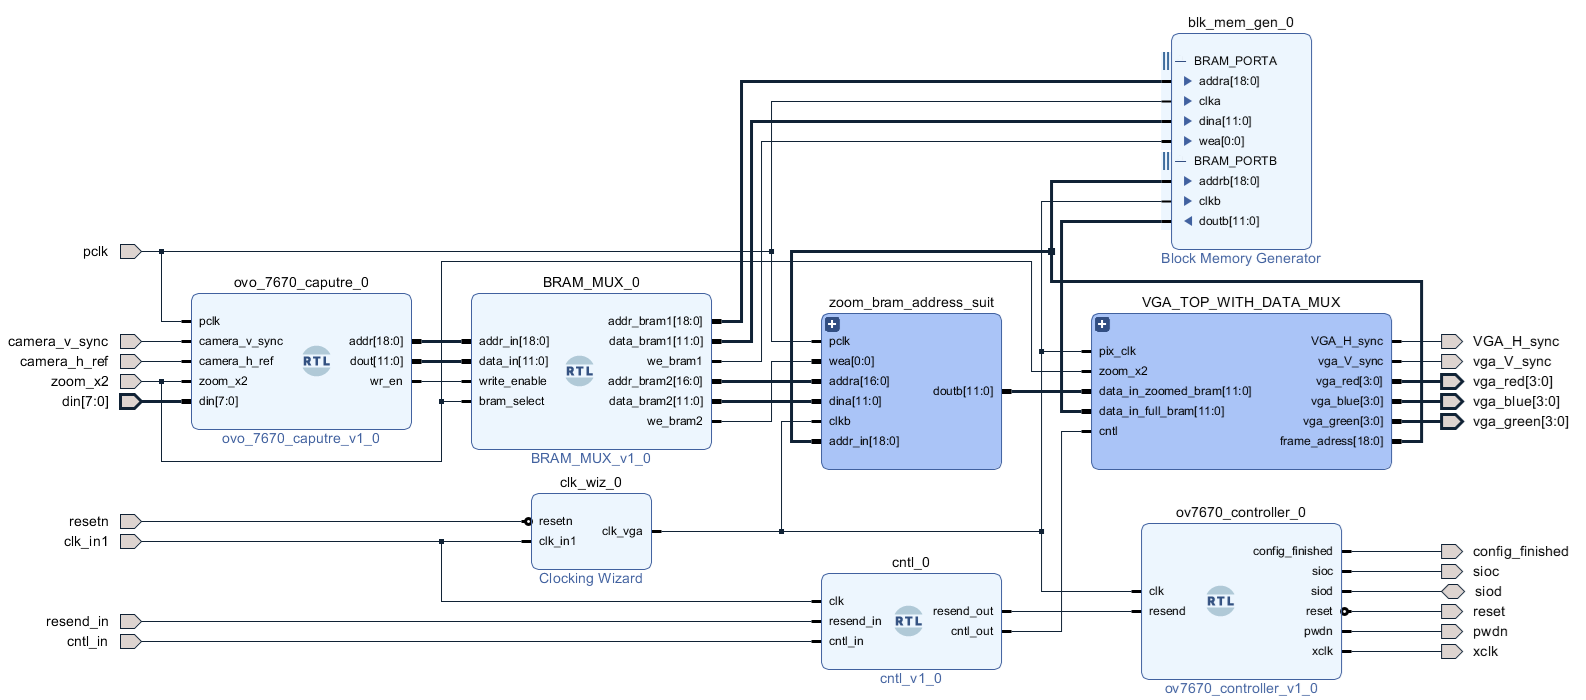 blk_mem_gen_0
BRAM_PORTA
addra[18:0]
clka
dina[11:0]
wea[0:0]
BRAM_PORTB
addrb[18:0]
clkb
doutb[11:0]
Block Memory Generator
pclk
camera_v_sync
camera_h_ref
zoom_x2
din[7:0]
ovo_7670_caputre_0
pclk
camera_v_sync
camera_h_ref
zoom_x2
din[7:0]
RTL
addr[18:0]
dout[11:0]
wr_en
ovo_7670_caputre_v1_0
BRAM_MUX_0
addr_in[18:0]
data_in[11:0]
write_enable
bram_select
RTL
addr_bram1[18:0]
data_bram1[11:0]
we_bram1
addr_bram2[16:0]
data_bram2[11:0]
we_bram2
BRAM_MUX_v1_0
zoom_bram_address_suit
pclk
wea[0:0]
addra[16:0]
dina[11:0]
clkb
addr_in[18:0]
doutb[11:0]
VGA_TOP_WITH_DATA_MUX
pix_clk
zoom_x2
data_in_zoomed_bram[11:0]
data_in_full_bram[11:0]
cntl
VGA_H_sync
vga_V_sync
vga_red[3:0]
vga_blue[3:0]
vga_green[3:0]
frame_adress[18:0]
VGA_H_sync
vga_V_sync
vga_red[3:0]
vga_blue[3:0]
vga_green[3:0]
resetn
clk_in1
clk_wiz_0
resetn
clk_in1
clk_vga
Clocking Wizard
resend_in
cntl_in
cntl_0
clk
resend_in
cntl_in
RTL
resend_out
cntl_out
cntl_v1_0
ov7670_controller_0
clk
resend
RTL
config_finished
sioc
siod
reset
pwdn
xclk
ov7670_controller_v1_0
config_finished
sioc
siod
reset
pwdn
xclk